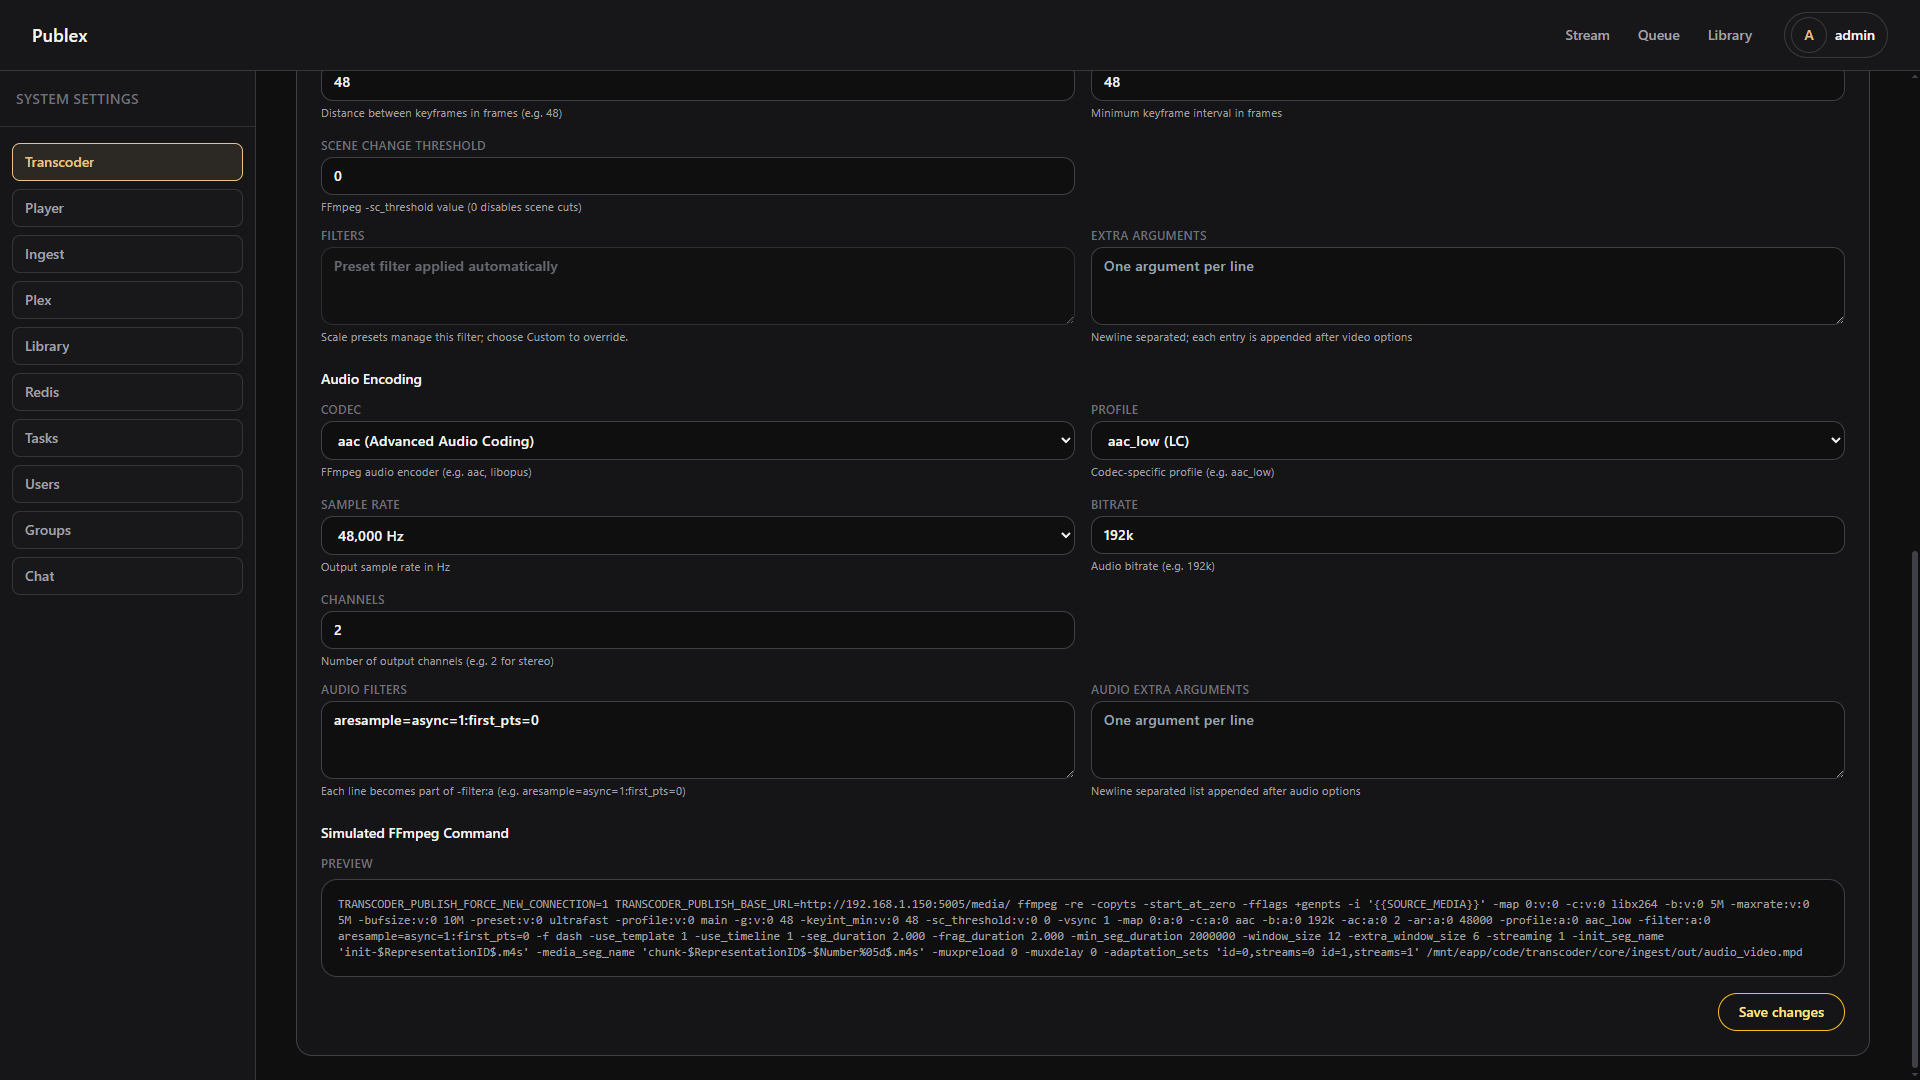 Publex
Stream
Queue
Library
A
admin
SYSTEM SETTINGS
Transcoder
Player
Ingest
Plex
Library
Redis
Tasks
Users
Groups
Chat
48
48
Distance between keyframes in frames (e.g. 48)
Minimum keyframe interval in frames
SCENE CHANGE THRESHOLD
0
FFmpeg -sc_threshold value (0 disables scene cuts)
FILTERS
EXTRA ARGUMENTS
Preset filter applied automatically
One argument per line
Scale presets manage this filter; choose Custom to override.
Newline separated; each entry is appended after video options
Audio Encoding
CODEC
PROFILE
aac (Advanced Audio Coding)
aac_low (LC)
FFmpeg audio encoder (e.g. aac, libopus)
Codec-specific profile (e.g. aac_low)
SAMPLE RATE
BITRATE
48,000 Hz
192k
Output sample rate in Hz
Audio bitrate (e.g. 192k)
CHANNELS
2
Number of output channels (e.g. 2 for stereo)
AUDIO FILTERS
AUDIO EXTRA ARGUMENTS
aresample=async=1:first_pts=0
One argument per line
Each line becomes part of -filter:a (e.g. aresample=async=1:first_pts=0)
Newline separated list appended after audio options
Simulated FFmpeg Command
PREVIEW
TRANSCODER_PUBLISH_FORCE_NEW_CONNECTION=1 TRANSCODER_PUBLISH_BASE_URL=http://192.168.1.150:5005/media/ ffmpeg -re -copyts -start_at_zero -fflags +genpts -i '{{SOURCE_MEDIA}}' -map 0:v:0 -c:v:0 libx264 -b:v:0 5M -maxrate:v:0
5M -bufsize:v:0 10M -preset:v:0 ultrafast -profile:v:0 main -g:v:0 48 -keyint_min:v:0 48 -sc_threshold:v:0 0 -vsync 1 -map 0:a:0 -c:a:0 aac -b:a:0 192k -ac:a:0 2 -ar:a:0 48000 -profile:a:0 aac_low -filter:a:0
aresample=async=1:first_pts=0 -f dash -use_template 1 -use_timeline 1 -seg_duration 2.000 -frag_duration 2.000 -min_seg_duration 2000000 -window_size 12 -extra_window_size 6 -streaming 1 -init_seg_name
'init-$RepresentationID$.m4s' -media_seg_name 'chunk-$RepresentationID$-$Number%05d$.m4s' -muxpreload 0 -muxdelay 0 -adaptation_sets 'id=0,streams=0 id=1,streams=1' /mnt/eapp/code/transcoder/core/ingest/out/audio_video.mpd
Save changes